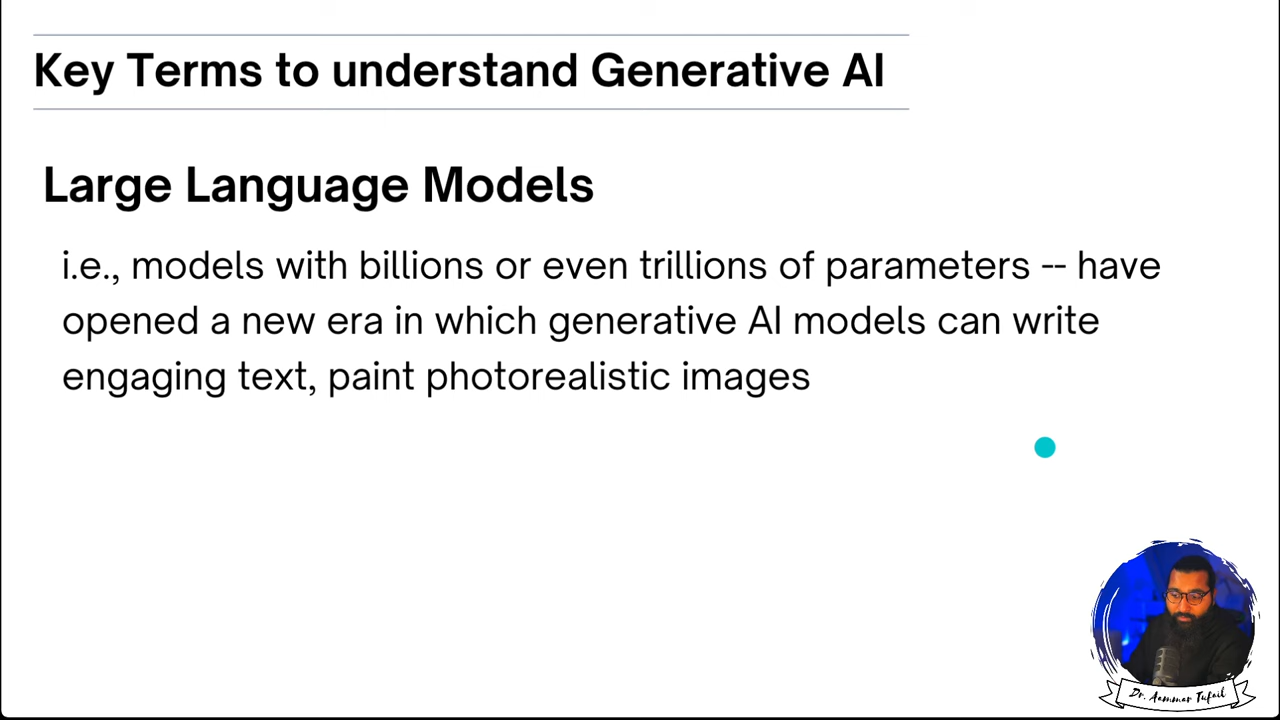 Key Terms to understand Generative AI
Large Language Models
i.e., models with billions or even trillions of parameters -- have
opened a new era in which generative AI models can write
engaging text, paint photorealistic images
Dr. Aammar Tufail